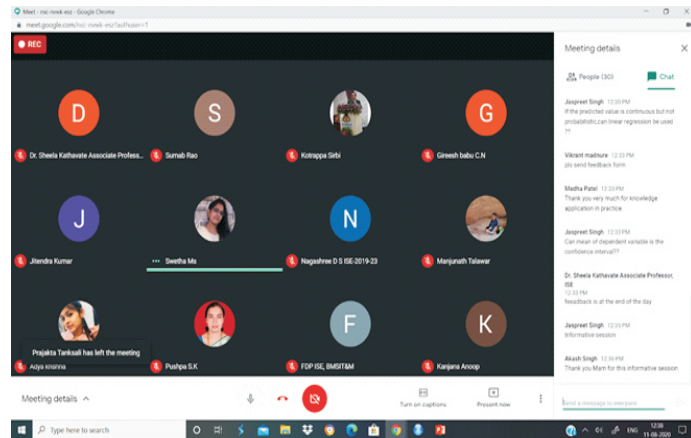 Meet - nsc-nvwk-esz - Google Chrome
meet.google.com/nsc-nvwk-esz?authuser=1
REC
D
S
G
Dr. Sheela Kathavate Associate Profess...
Sumab Rao
Kotrappa Sirbi
Gireesh babu C.N
J
N
Jitendra Kumar
Swetha Ms
Nagashree D S ISE-2019-23
Manjunath Talawar
F
K
Prajakta Tanksali has left the meeting
Adya krishna
Pushpa S.K
FDP ISE, BMSIT&M
Kanjana Anoop
Meeting details
Turn on captions
Present now
Meeting details
People (30)
Chat
Jaspreet Singh 12:33 PM
If the predicted value is continuous but not
probabilistic,can linear regression be used
??
Vikrant madnure 12:33 PM
pls send feedback form
Medha Patel 12:33 PM
Thank you very much for knowledge
application in practice
Jaspreet Singh 12:33 PM
Can mean of dependent variable is the
confidence interval??
Dr. Sheela Kathavate Associate Professor,
ISE
12:33 PM
feeadback is at the end of the day
Jaspreet Singh 12:35 PM
Informative session
Akash Singh 12:36 PM
Thank you Mam for this informative session
Send a message to everyone
Type here to search
ENG
12:38
11-08-2020